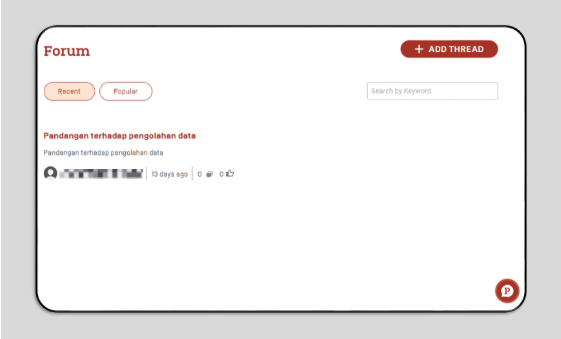 Forum
+ ADD THREAD
Recent
Popular
Search by Keyword
Pandangan terhadap pengolahan data
Pandangan terhadap pengolahan data
13 days ago
0
0
P